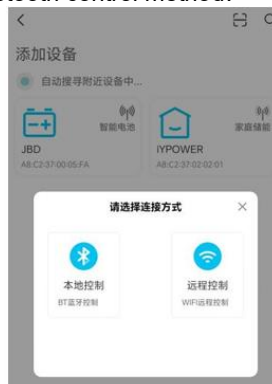 添加设备
自动搜寻附近设备中...
智能电池
JBD
A8:C2:37:00:05:FA
家庭储能
IYPOWER
A8:C2:37:02:02:01
请选择连接方式
本地控制
BT蓝牙控制
远程控制
WIFI远程控制